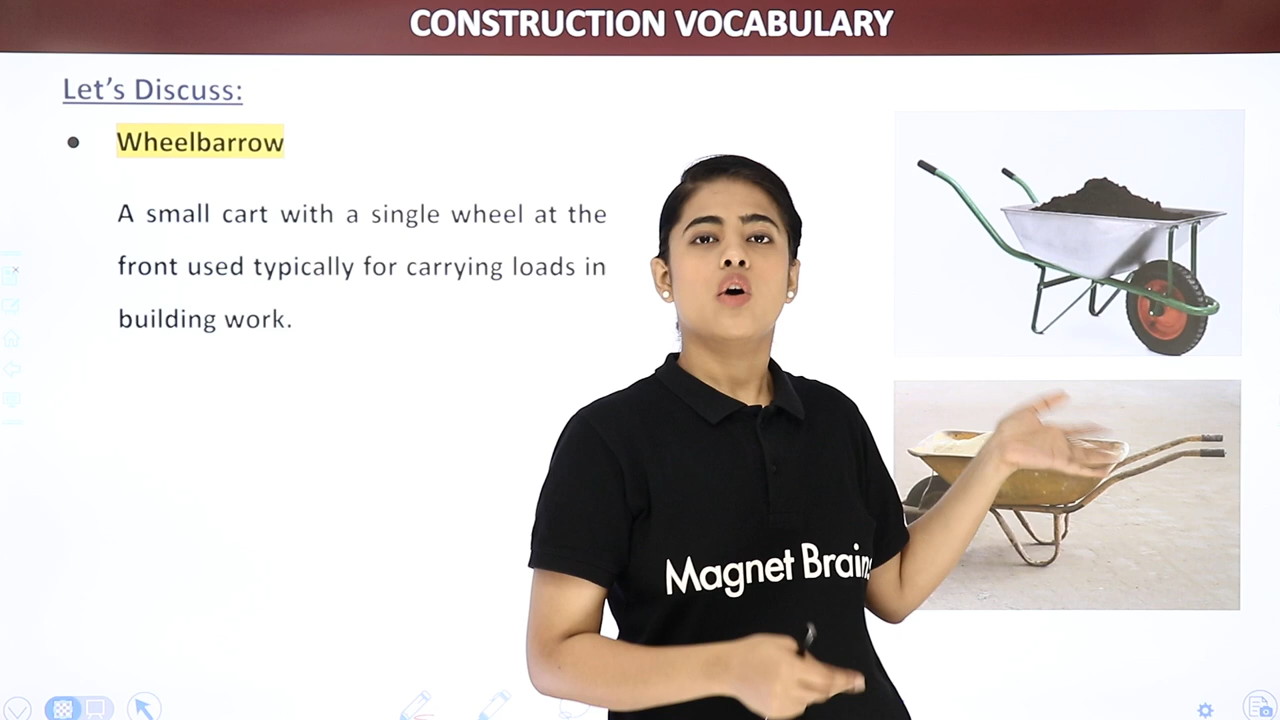 CONSTRUCTION VOCABULARY
Let's Discuss:
• Wheelbarrow
A small cart with a single wheel at the
front used typically for carrying loads in
building work.
Magnet Brains